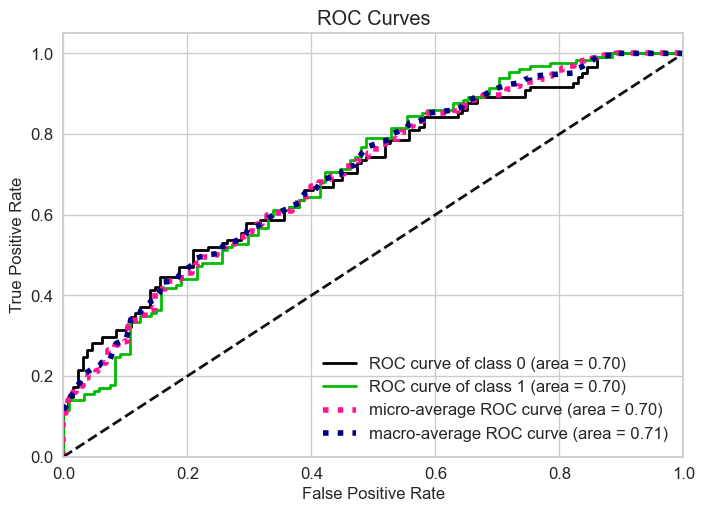 ROC Curves
True Positive Rate
1.0
0.8
0.6
0.4
0.2
0.0
ROC curve of class 0 (area = 0.70)
ROC curve of class 1 (area = 0.70)
micro-average ROC curve (area = 0.70)
macro-average ROC curve (area = 0.71)
0.0 0.2 0.4 0.6 0.8 1.0
False Positive Rate